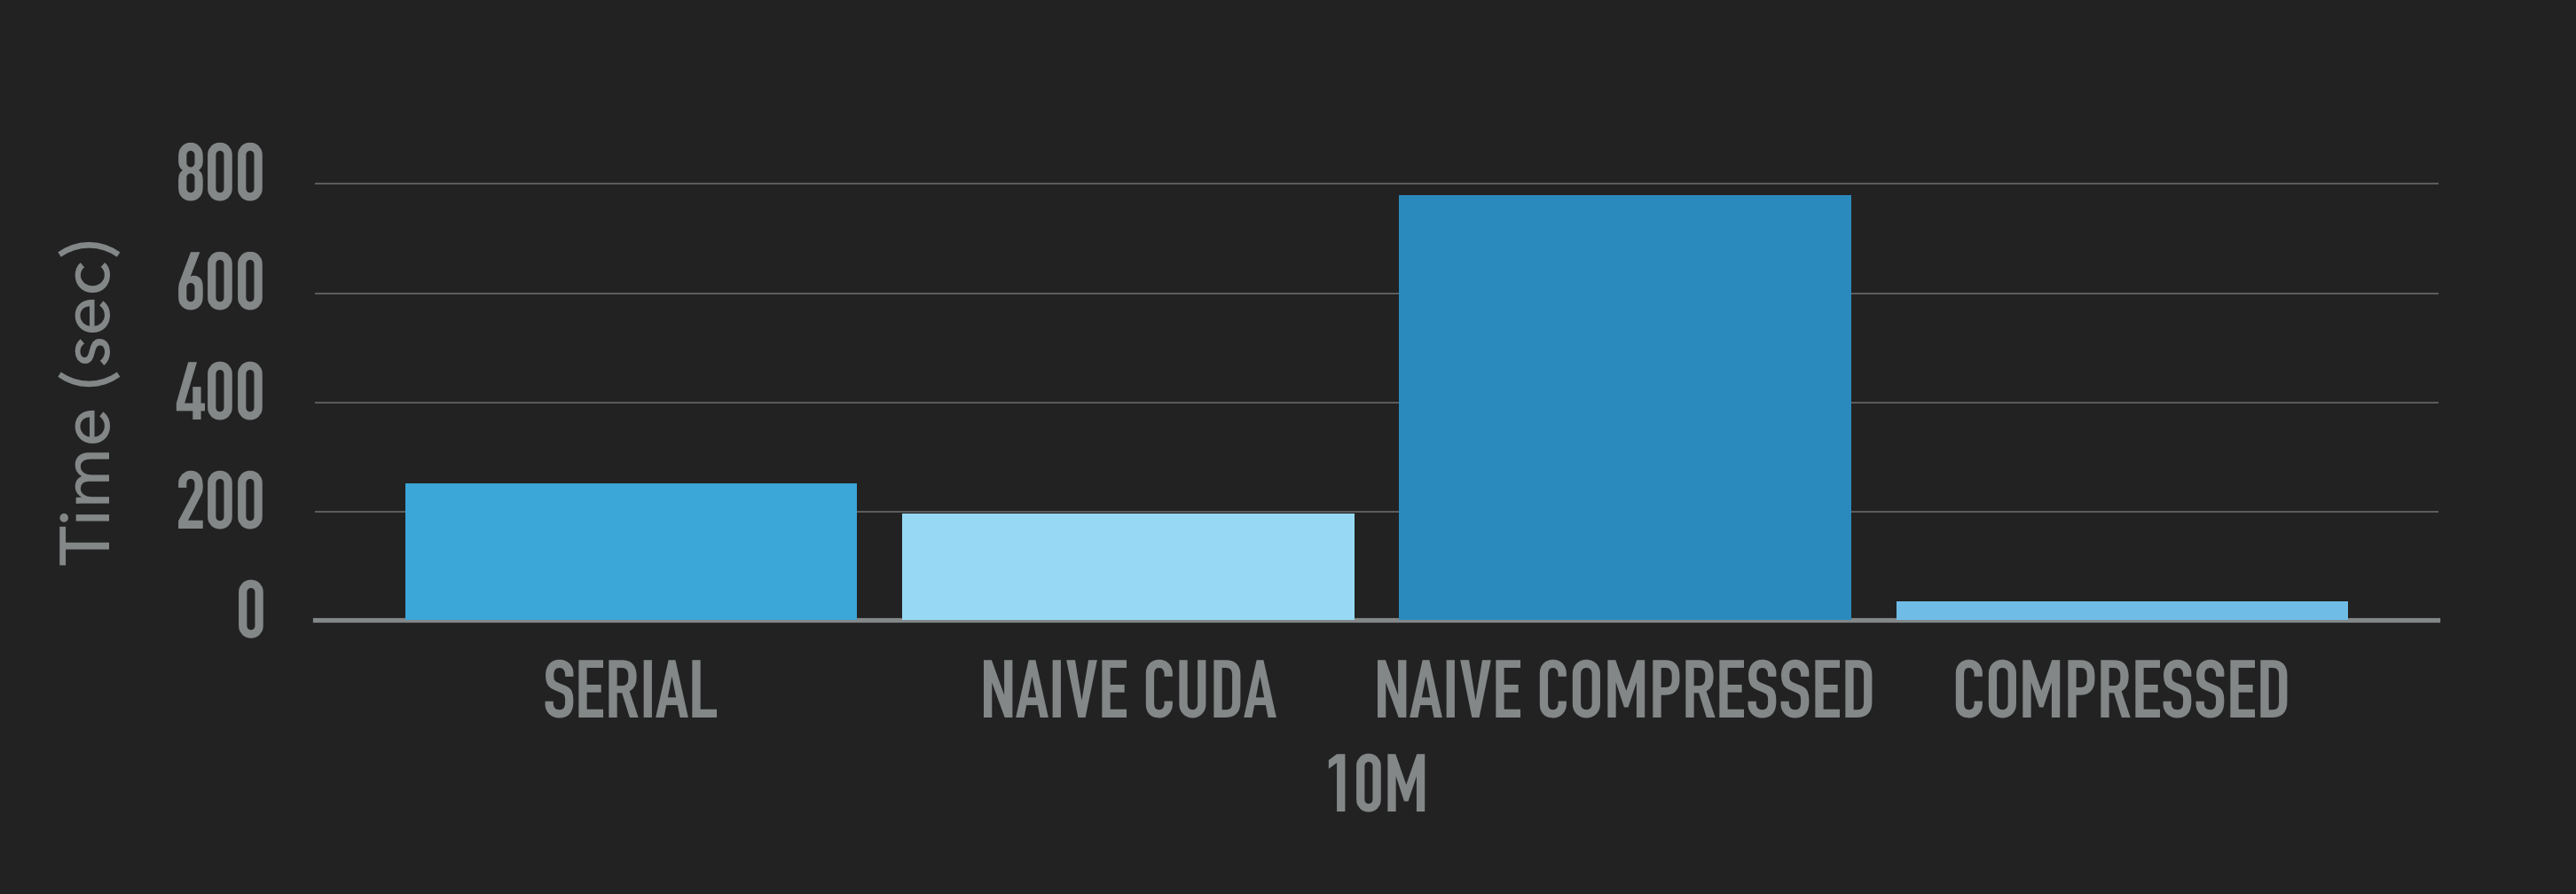 Time (sec)
800
600
400
200
0
SERIAL
NAIVE CUDA
NAIVE COMPRESSED
COMPRESSED
10M